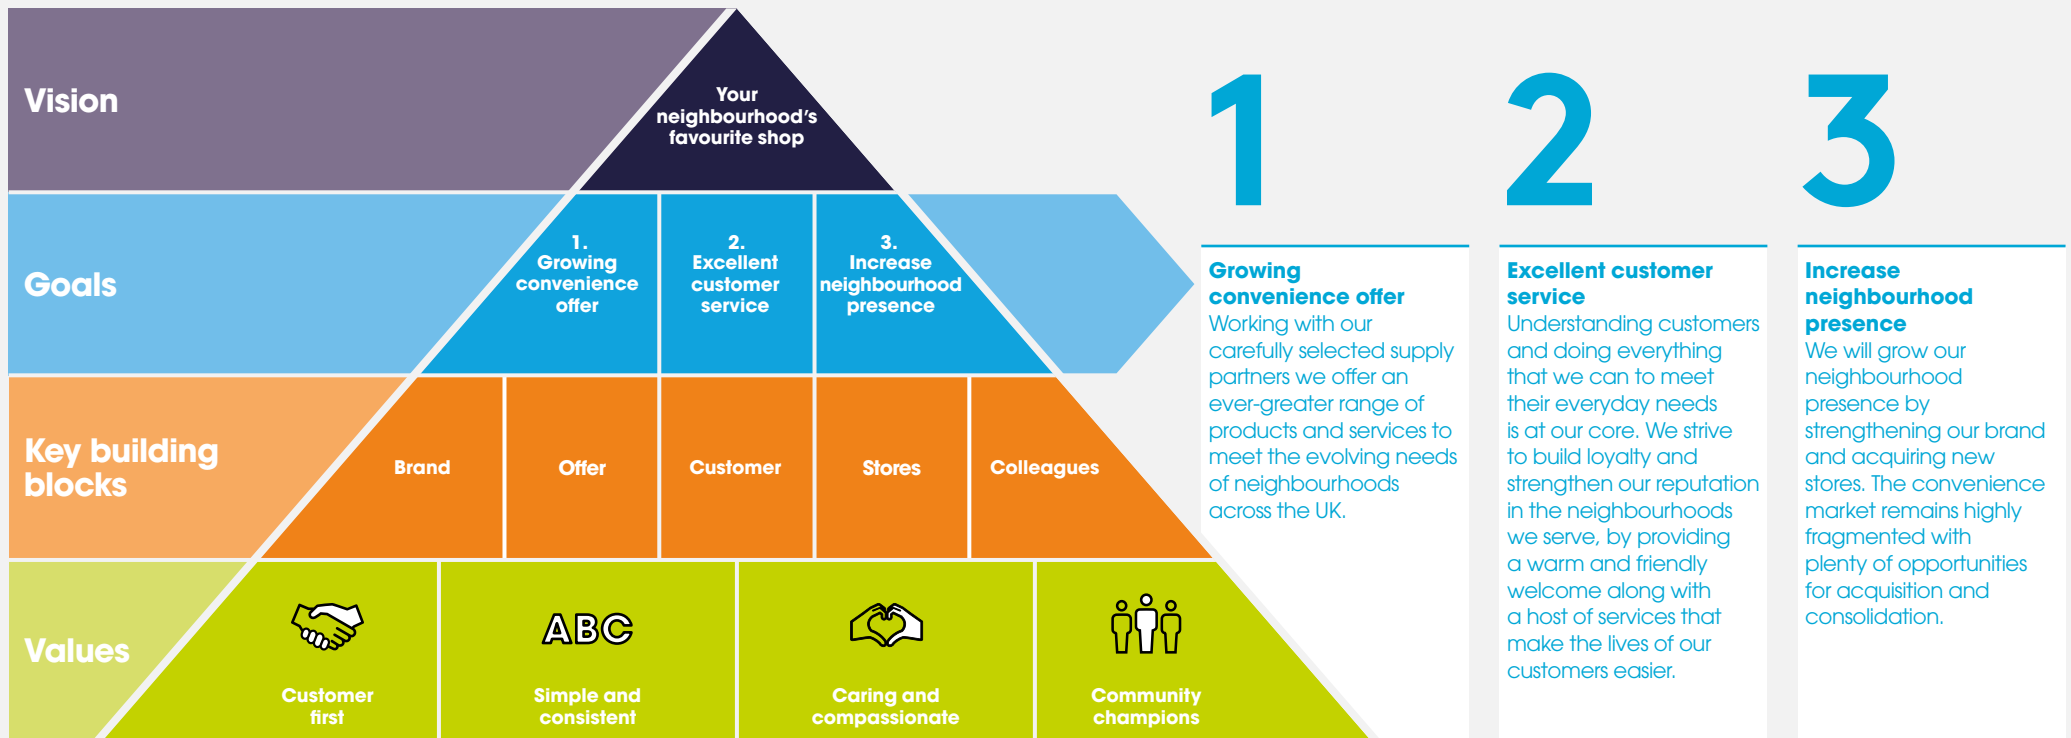 Vision
Your
neighbourhood's
favourite shop
Goals
1.
Growing
convenience
offer
2.
Excellent
customer
service
3.
Increase
neighbourhood
presence
Key building
blocks
Brand
Offer
Customer
Stores
Colleagues
Values
Customer
first
ABC
Simple and
consistent
Caring and
compassionate
Community
champions
1
Growing
convenience offer
Working with our
carefully selected supply
partners we offer an
ever-greater range of
products and services to
meet the evolving needs
of neighbourhoods
across the UK.
2
Excellent customer
service
Understanding customers
and doing everything
that we can to meet
their everyday needs
is at our core. We strive
to build loyalty and
strengthen our reputation
in the neighbourhoods
we serve, by providing
a warm and friendly
welcome along with
a host of services that
make the lives of our
customers easier.
3
Increase
neighbourhood
presence
We will grow our
neighbourhood
presence by
strengthening our brand
and acquiring new
stores. The convenience
market remains highly
fragmented with
plenty of opportunities
for acquisition and
consolidation.